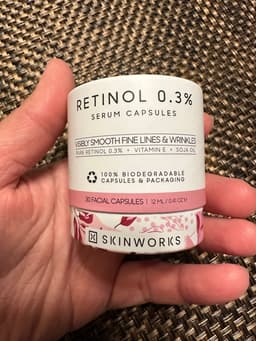 RETINOL 0.3%
SERUM CAPSULES
VISIBLY SMOOTH FINE LINES & WRINKLES
PURE RETINOL 0.3% • VITAMIN E • SOJA OIL
100% BIODEGRADABLE
CAPSULES & PACKAGING
30 FACIAL CAPSULES | 12 ML / 0.41 OZ ℮
SKINWORKS